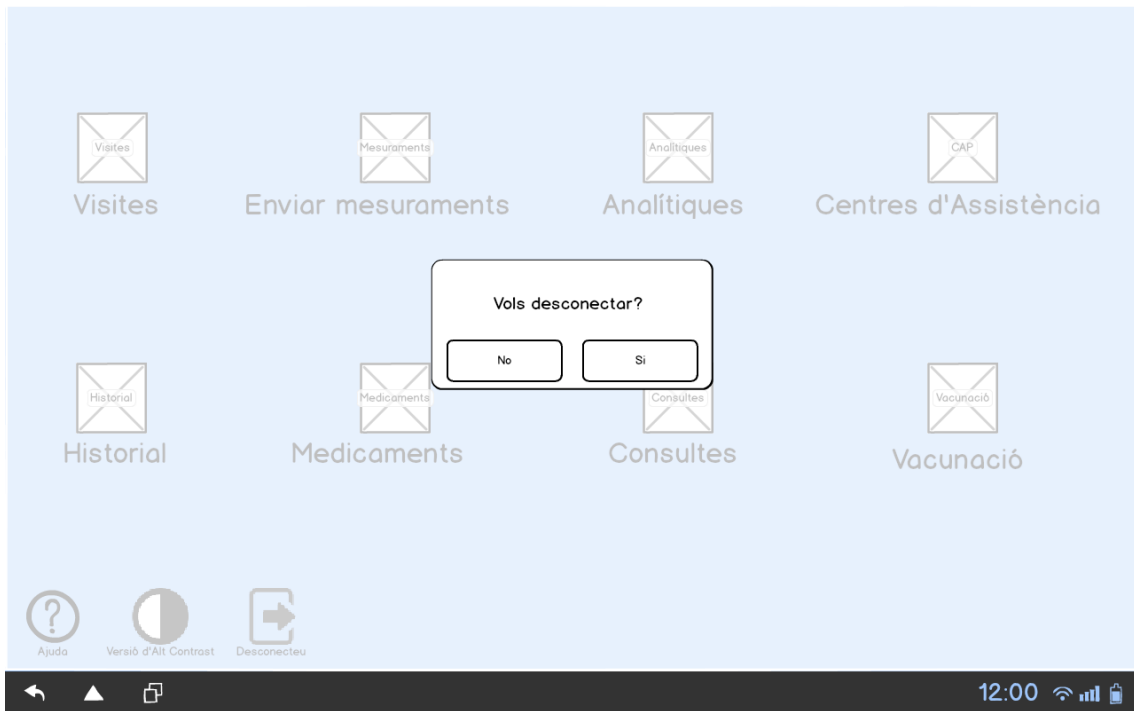 Visites
Mesuraments
Analítiques
CAP
Visites
Enviar mesuraments
Analítiques
Centres d'Assistència
Vols desconectar?
No
Si
Historial
Medicaments
Consultes
Vacunació
Historial
Medicaments
Consultes
Vacunació
Ajuda
Versió d'Alt Contrast
Desconecteu
12:00